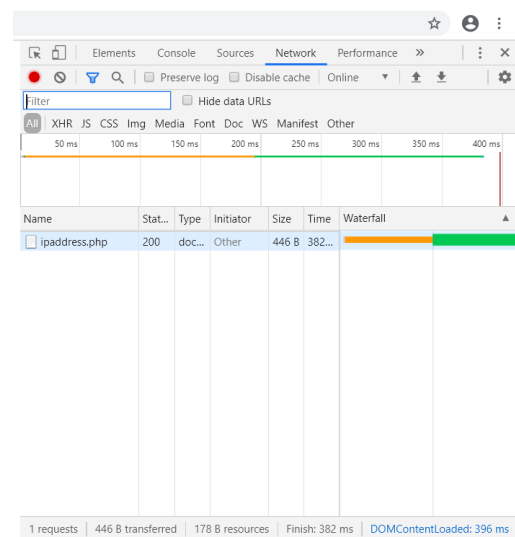 Elements Console Sources Network Performance »
Preserve log Disable cache Online
Filter Hide data URLs
All XHR JS CSS Img Media Font Doc WS Manifest Other
50 ms 100 ms 150 ms 200 ms 250 ms 300 ms 350 ms 400 ms
Name Stat... Type Initiator Size Time Waterfall
ipaddress.php 200 doc... Other 446 B 382...
1 requests 446 B transferred 178 B resources Finish: 382 ms DOMContentLoaded: 396 ms